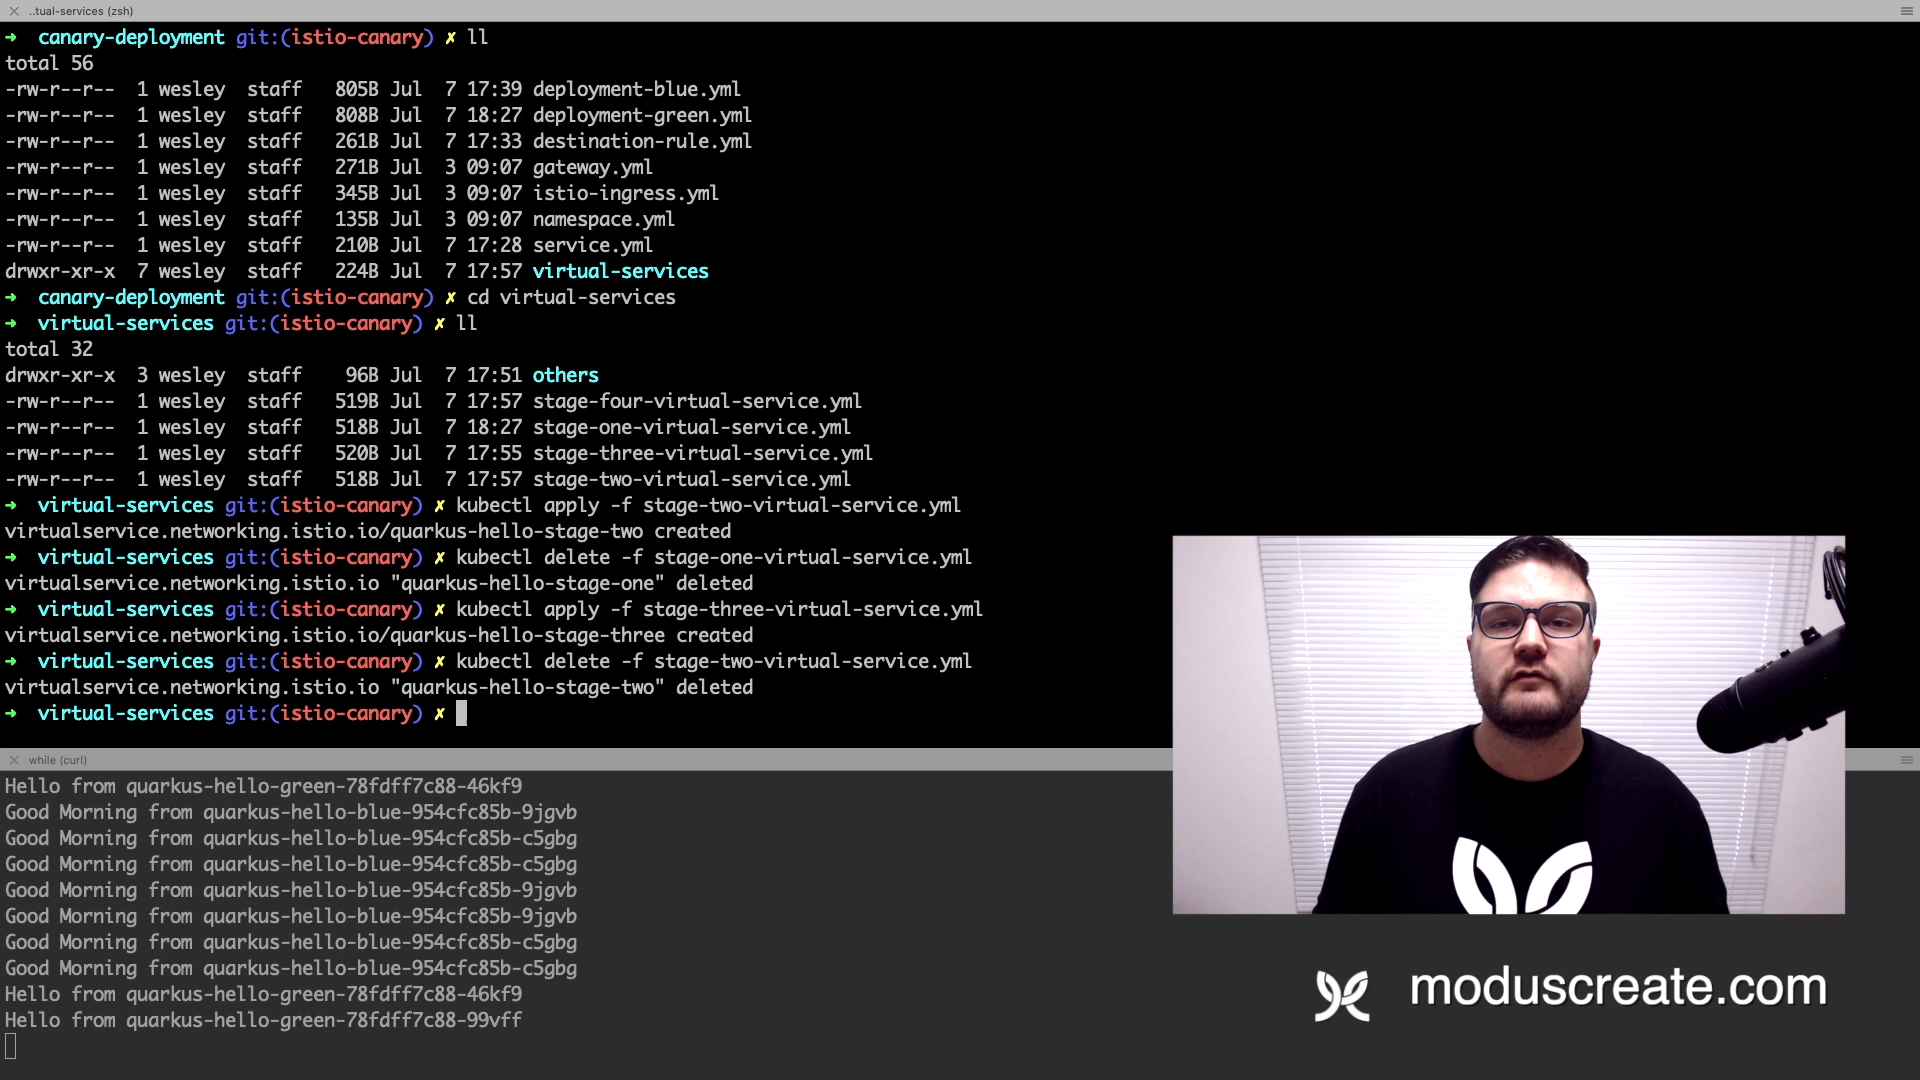 ..tual-services (zsh)
➜  canary-deployment git:(istio-canary) ✗ ll
total 56
-rw-r--r--  1 wesley  staff   805B Jul  7 17:39 deployment-blue.yml
-rw-r--r--  1 wesley  staff   808B Jul  7 18:27 deployment-green.yml
-rw-r--r--  1 wesley  staff   261B Jul  7 17:33 destination-rule.yml
-rw-r--r--  1 wesley  staff   271B Jul  3 09:07 gateway.yml
-rw-r--r--  1 wesley  staff   345B Jul  3 09:07 istio-ingress.yml
-rw-r--r--  1 wesley  staff   135B Jul  3 09:07 namespace.yml
-rw-r--r--  1 wesley  staff   210B Jul  7 17:28 service.yml
drwxr-xr-x  7 wesley  staff   224B Jul  7 17:57 virtual-services
➜  canary-deployment git:(istio-canary) ✗ cd virtual-services
➜  virtual-services git:(istio-canary) ✗ ll
total 32
drwxr-xr-x  3 wesley  staff    96B Jul  7 17:51 others
-rw-r--r--  1 wesley  staff   519B Jul  7 17:57 stage-four-virtual-service.yml
-rw-r--r--  1 wesley  staff   518B Jul  7 18:27 stage-one-virtual-service.yml
-rw-r--r--  1 wesley  staff   520B Jul  7 17:55 stage-three-virtual-service.yml
-rw-r--r--  1 wesley  staff   518B Jul  7 17:57 stage-two-virtual-service.yml
➜  virtual-services git:(istio-canary) ✗ kubectl apply -f stage-two-virtual-service.yml
virtualservice.networking.istio.io/quarkus-hello-stage-two created
➜  virtual-services git:(istio-canary) ✗ kubectl delete -f stage-one-virtual-service.yml
virtualservice.networking.istio.io "quarkus-hello-stage-one" deleted
➜  virtual-services git:(istio-canary) ✗ kubectl apply -f stage-three-virtual-service.yml
virtualservice.networking.istio.io/quarkus-hello-stage-three created
➜  virtual-services git:(istio-canary) ✗ kubectl delete -f stage-two-virtual-service.yml
virtualservice.networking.istio.io "quarkus-hello-stage-two" deleted
➜  virtual-services git:(istio-canary) ✗
while (curl)
Hello from quarkus-hello-green-78fdff7c88-46kf9
Good Morning from quarkus-hello-blue-954cfc85b-9jgvb
Good Morning from quarkus-hello-blue-954cfc85b-c5gbg
Good Morning from quarkus-hello-blue-954cfc85b-c5gbg
Good Morning from quarkus-hello-blue-954cfc85b-9jgvb
Good Morning from quarkus-hello-blue-954cfc85b-9jgvb
Good Morning from quarkus-hello-blue-954cfc85b-c5gbg
Good Morning from quarkus-hello-blue-954cfc85b-c5gbg
Hello from quarkus-hello-green-78fdff7c88-46kf9
Hello from quarkus-hello-green-78fdff7c88-99vff
moduscreate.com